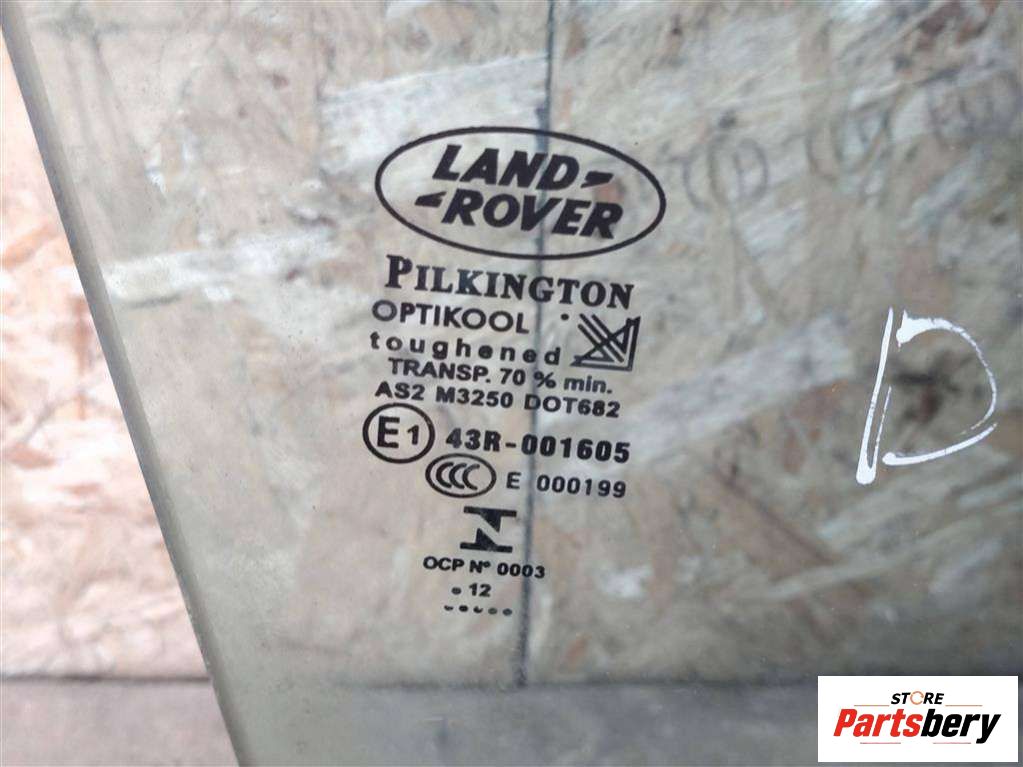 LAND
ROVER
PILKINGTON
OPTIKOOL
toughened
TRANSP. 70 % min.
AS2 M3250 DOT682
E1 43R-001605
CCC E 000199
OCP Nº 0003
. 12
.....
D
STORE
Partsbery